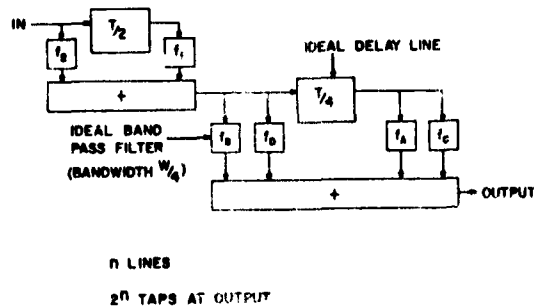 IN
T/2
f2
f1
IDEAL DELAY LINE
+
T/4
IDEAL BAND
PASS FILTER
(BANDWIDTH W/4)
fB
fD
fA
fC
+
OUTPUT
n LINES
2ⁿ TAPS AT OUTPUT